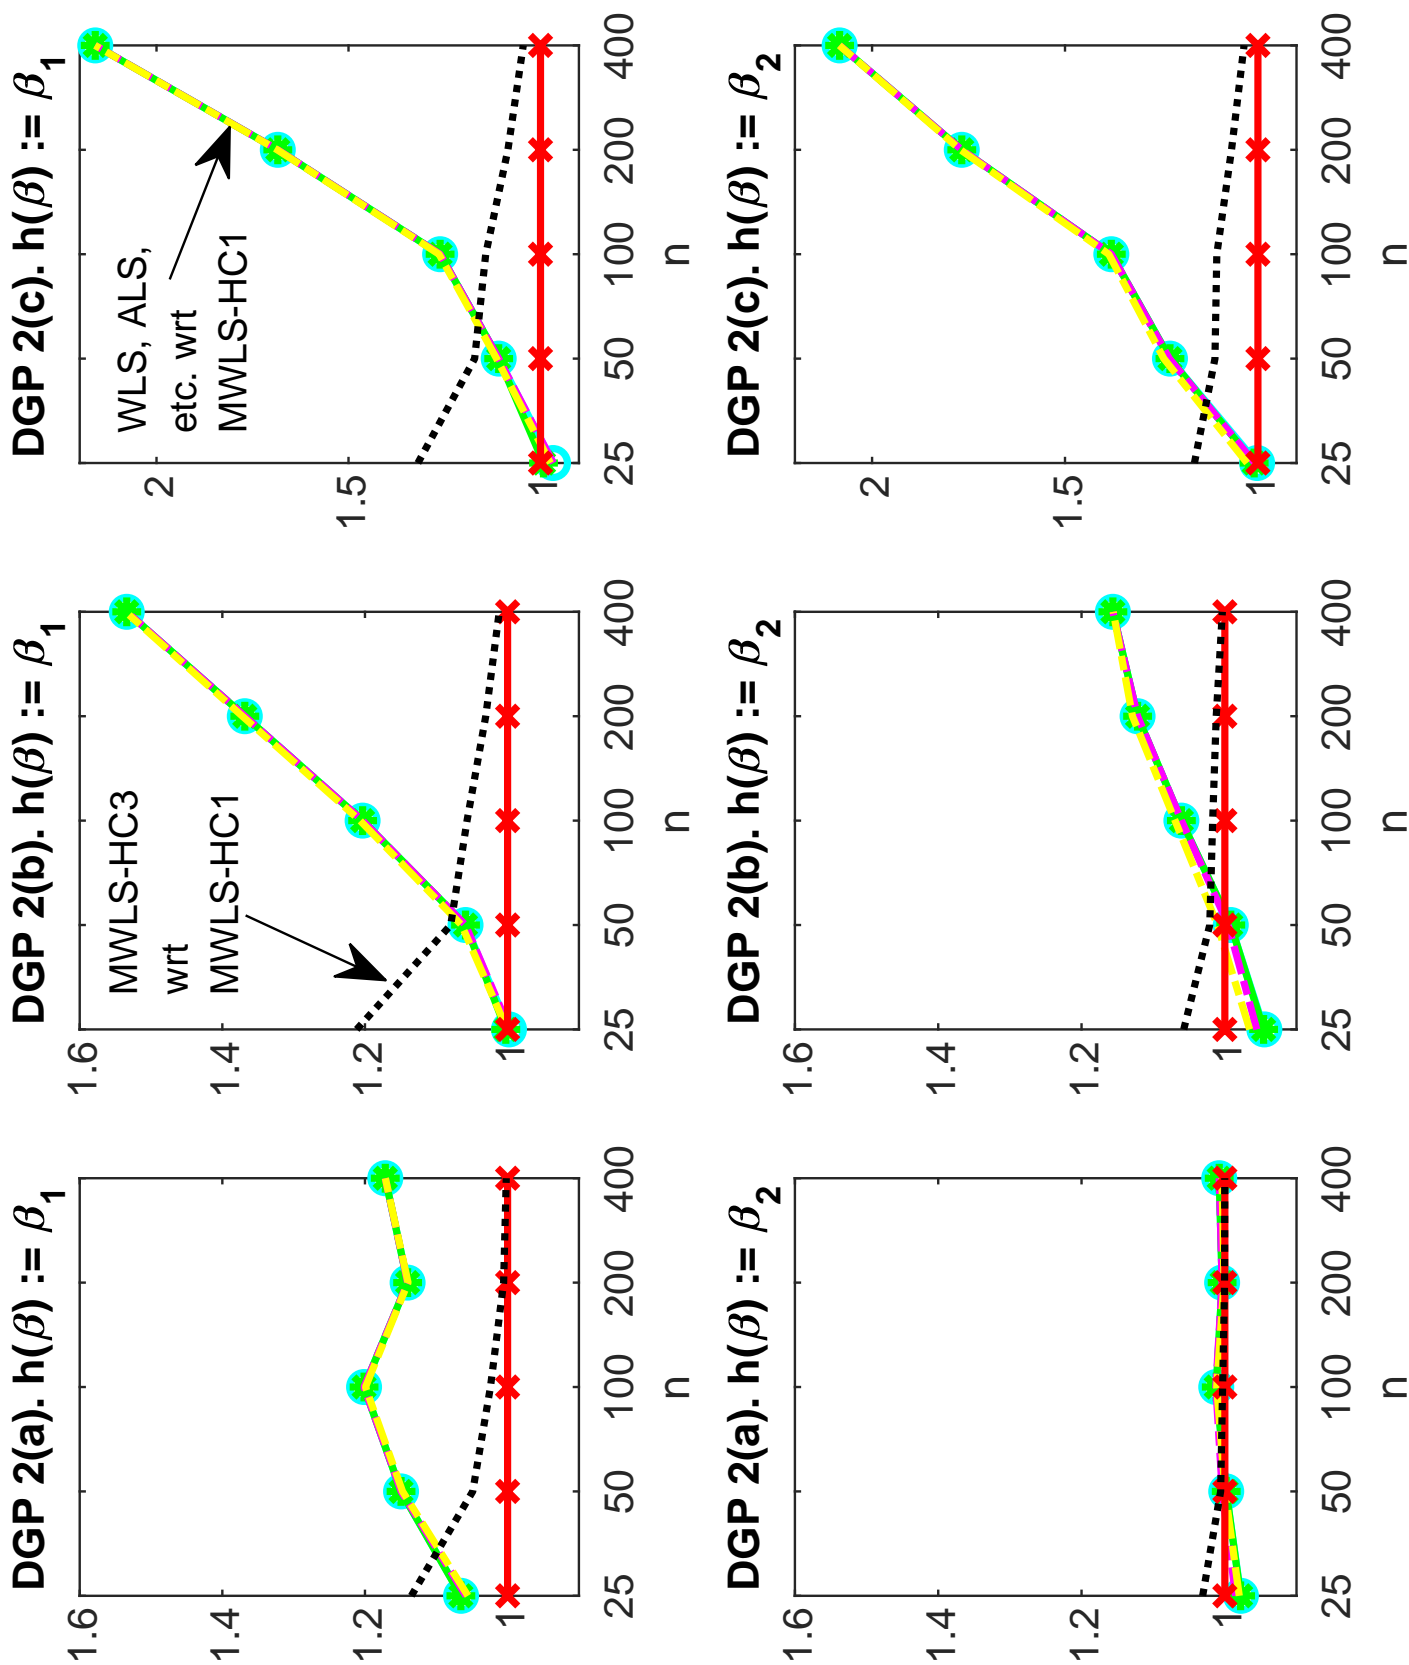 DGP 2(a). h(β) := β1
1.6
1.4
1.2
1
25
50
100
200
400
n
DGP 2(b). h(β) := β1
MWLS-HC3
wrt
MWLS-HC1
1.6
1.4
1.2
1
25
50
100
200
400
n
DGP 2(c). h(β) := β1
WLS, ALS,
etc. wrt
MWLS-HC1
2
1.5
1
25
50
100
200
400
n
DGP 2(a). h(β) := β2
1.6
1.4
1.2
1
25
50
100
200
400
n
DGP 2(b). h(β) := β2
1.6
1.4
1.2
1
25
50
100
200
400
n
DGP 2(c). h(β) := β2
2
1.5
1
25
50
100
200
400
n